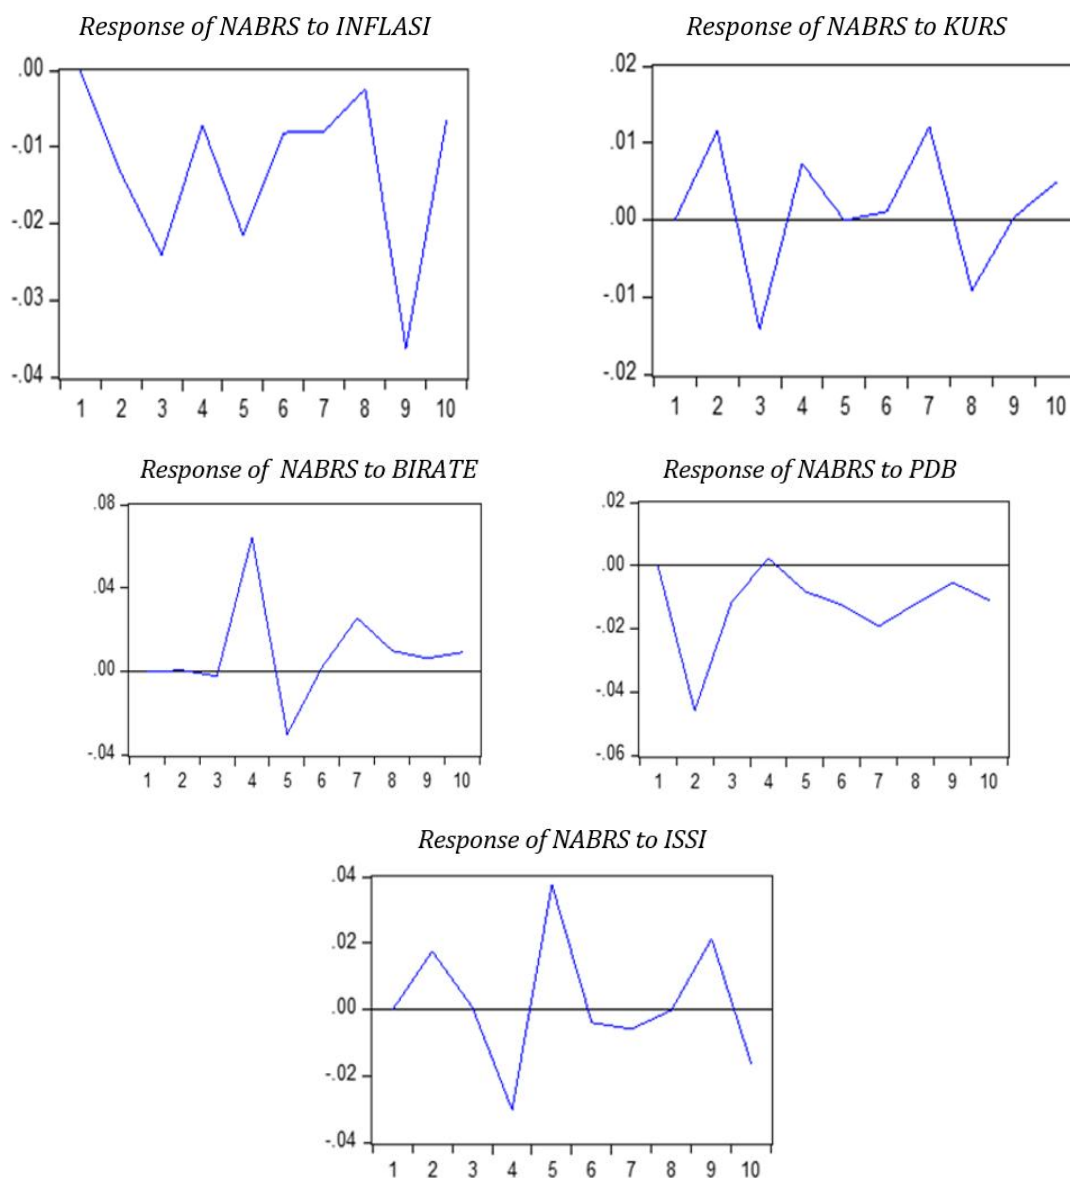 Response of NABRS to INFLASI
.00
-.01
-.02
-.03
-.04
1 2 3 4 5 6 7 8 9 10
Response of NABRS to KURS
.02
.01
.00
-.01
-.02
1 2 3 4 5 6 7 8 9 10
Response of NABRS to BIRATE
.08
.04
.00
-.04
1 2 3 4 5 6 7 8 9 10
Response of NABRS to PDB
.02
.00
-.02
-.04
-.06
1 2 3 4 5 6 7 8 9 10
Response of NABRS to ISSI
.04
.02
.00
-.02
-.04
1 2 3 4 5 6 7 8 9 10